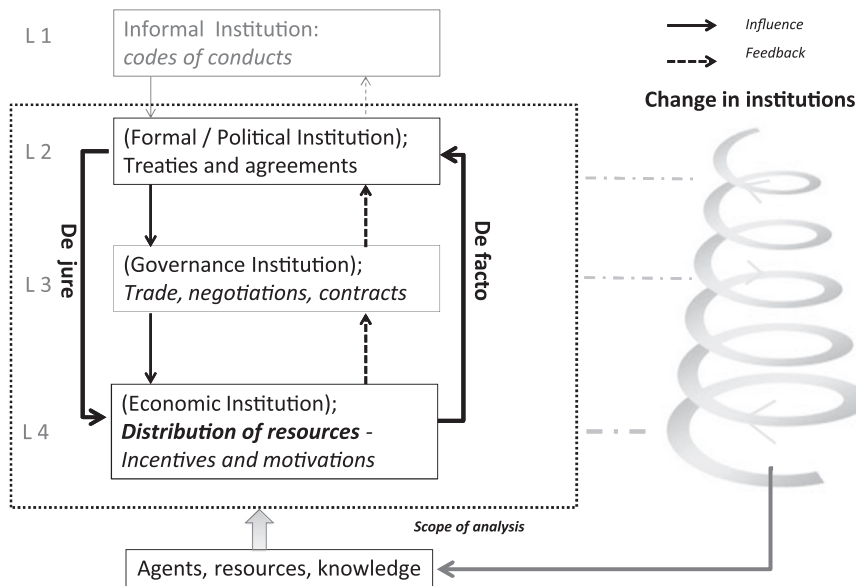 L 1
Informal Institution:
codes of conducts
Influence
Feedback
Change in institutions
L 2
(Formal / Political Institution);
Treaties and agreements
De jure
De facto
L 3
(Governance Institution);
Trade, negotiations, contracts
L 4
(Economic Institution);
Distribution of resources -
Incentives and motivations
Scope of analysis
Agents, resources, knowledge